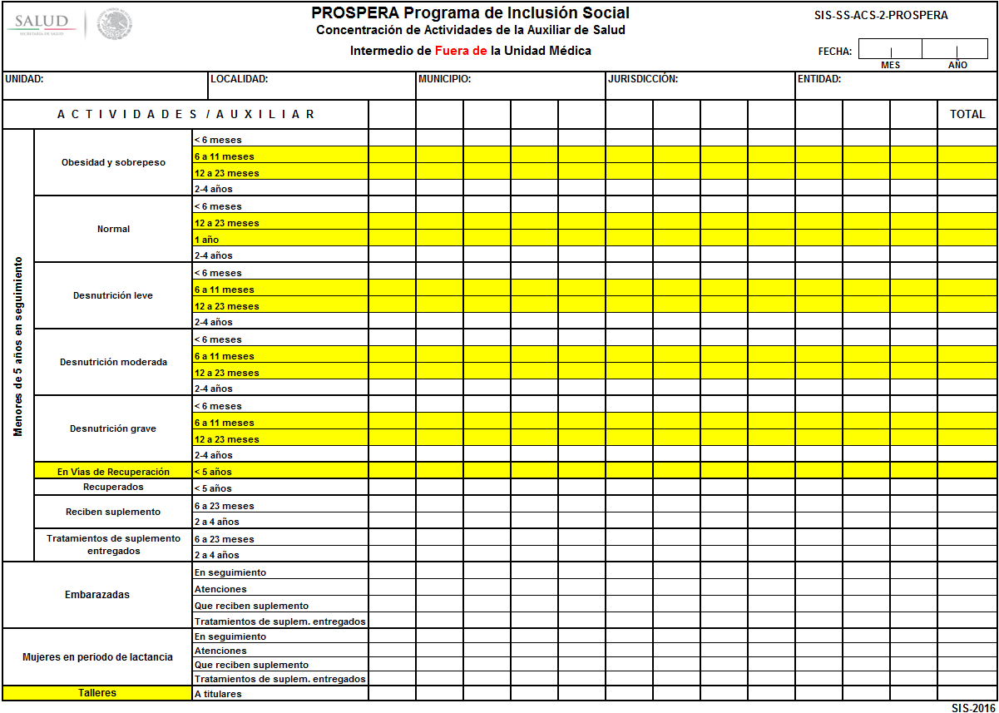 SALUD
SECRETARÍA DE SALUD
PROSPERA Programa de Inclusión Social
Concentración de Actividades de la Auxiliar de Salud
Intermedio de Fuera de la Unidad Médica
SIS-SS-ACS-2-PROSPERA
FECHA:
MES AÑO
UNIDAD: LOCALIDAD: MUNICIPIO: JURISDICCIÓN: ENTIDAD:
A C T I V I D A D E S / A U X I L I A R TOTAL
Menores de 5 años en seguimiento
Obesidad y sobrepeso
< 6 meses
6 a 11 meses
12 a 23 meses
2-4 años
Normal
< 6 meses
12 a 23 meses
1 año
2-4 años
Desnutrición leve
< 6 meses
6 a 11 meses
12 a 23 meses
2-4 años
Desnutrición moderada
< 6 meses
6 a 11 meses
12 a 23 meses
2-4 años
Desnutrición grave
< 6 meses
6 a 11 meses
12 a 23 meses
2-4 años
En Vías de Recuperación < 5 años
Recuperados < 5 años
Reciben suplemento
6 a 23 meses
2 a 4 años
Tratamientos de suplemento
entregados
6 a 23 meses
2 a 4 años
Embarazadas
En seguimiento
Atenciones
Que reciben suplemento
Tratamientos de suplem. entregados
Mujeres en periodo de lactancia
En seguimiento
Atenciones
Que reciben suplemento
Tratamientos de suplem. entregados
Talleres A titulares
SIS-2016